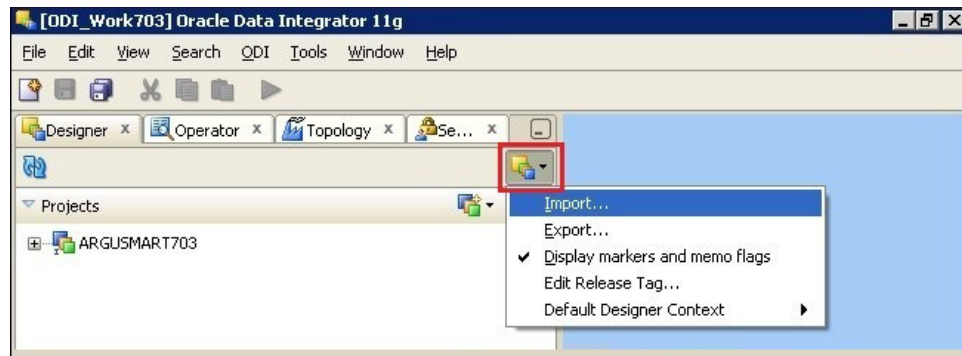 [ODI_Work703] Oracle Data Integrator 11g
File Edit View Search ODI Tools Window Help
Designer x Operator x Topology x Se... x
Projects
ARGUSMART703
Import...
Export...
Display markers and memo flags
Edit Release Tag...
Default Designer Context